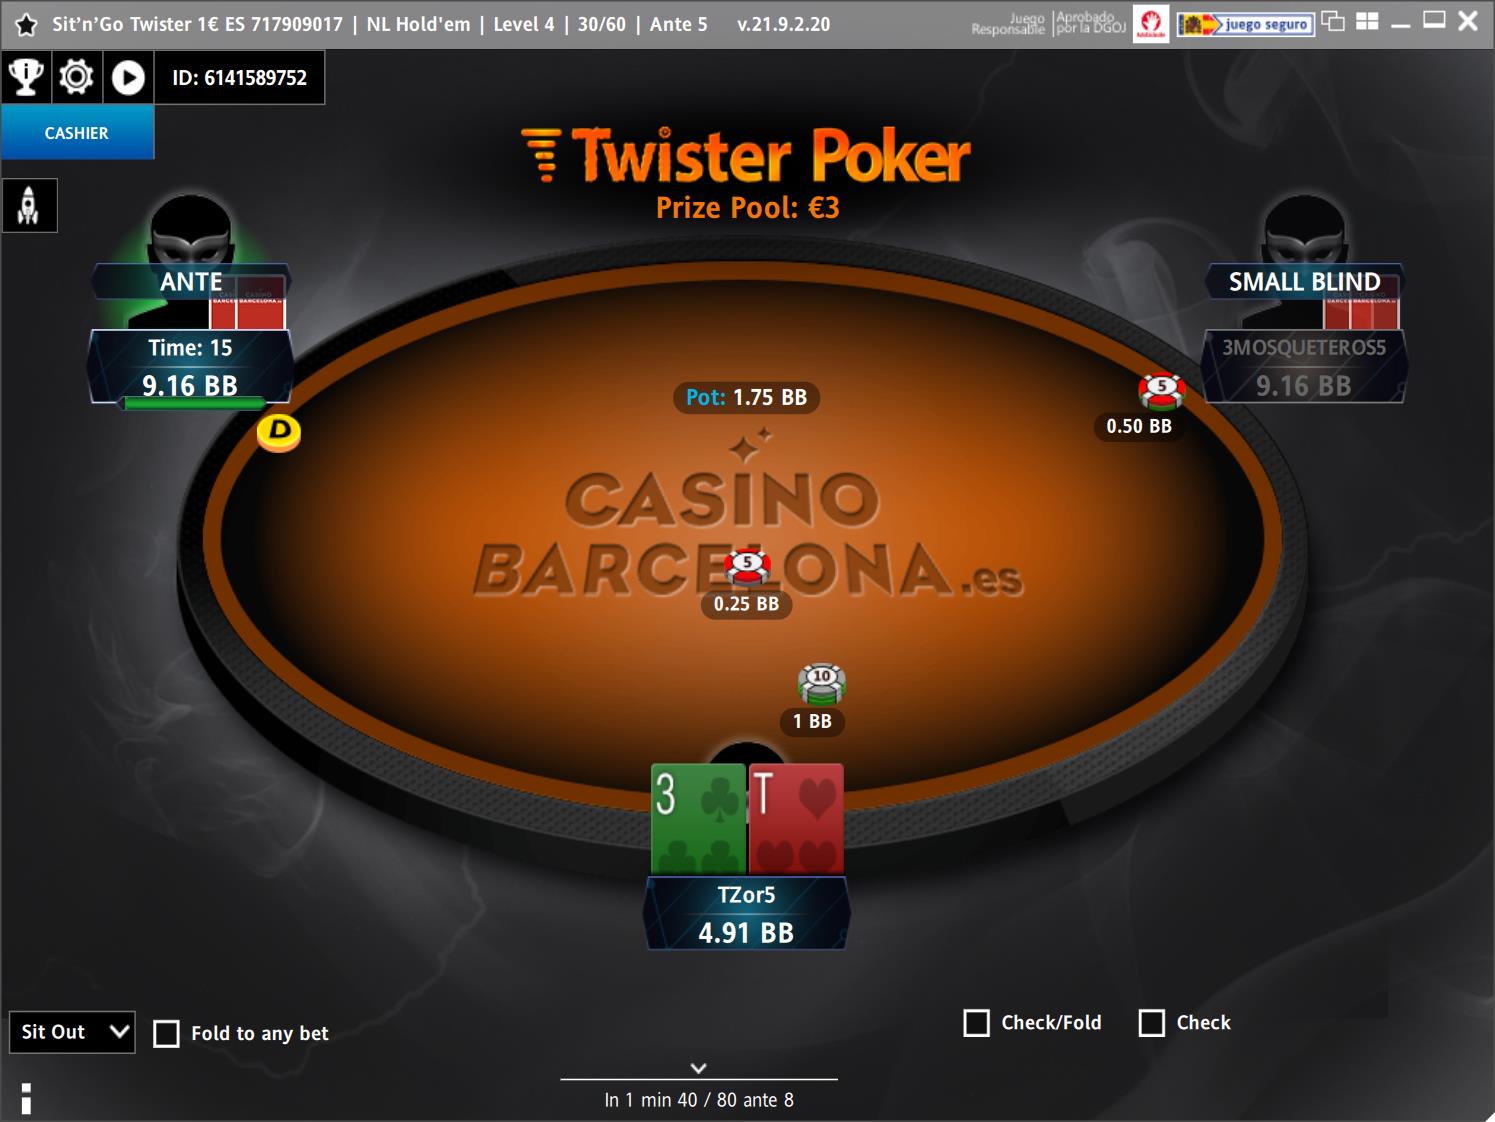 Sit'n'Go Twister 1€ ES 717909017 | NL Hold'em | Level 4 | 30/60 | Ante 5 v.21.9.2.20
Juego Responsable
Aprobado por la DGOJ
juego seguro
ID: 6141589752
CASHIER
Twister Poker
Prize Pool: €3
ANTE
Time: 15
9.16 BB
D
SMALL BLIND
3MOSQUETEROS5
9.16 BB
Pot: 1.75 BB
5
0.50 BB
CASINO
BARCELONA.es
5
0.25 BB
10
1 BB
3 T
TZor5
4.91 BB
Sit Out
Fold to any bet
Check/Fold
Check
In 1 min 40 / 80 ante 8